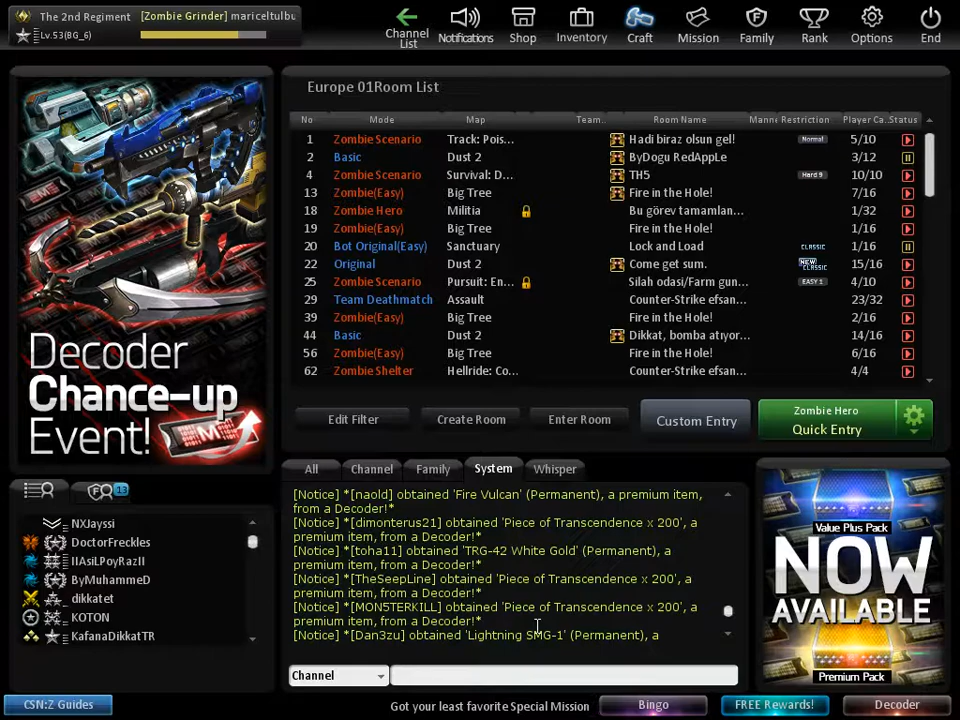 The 2nd Regiment [Zombie Grinder] mariceltulbu
Lv.53(BG_6)
Channel List
Notifications
Shop
Inventory
Craft
Mission
Family
Rank
Options
End
Decoder
Chance-up
Event!
Europe 01Room List
No Mode Map Team.. Room Name Manne Restriction Player Ca.. Status
1 Zombie Scenario Track: Pois... Hadi biraz olsun gel! Normal 5/10
2 Basic Dust 2 ByDogu RedAppLe 3/12
4 Zombie Scenario Survival: D... TH5 Hard 9 10/10
13 Zombie(Easy) Big Tree Fire in the Hole! 7/16
18 Zombie Hero Militia Bu görev tamamlan... 1/32
19 Zombie(Easy) Big Tree Fire in the Hole! 1/16
20 Bot Original(Easy) Sanctuary Lock and Load CLASSIC 1/16
22 Original Dust 2 Come get sum. NEW CLASSIC 15/16
25 Zombie Scenario Pursuit: En... Silah odasi/Farm gun... EASY 1 4/10
29 Team Deathmatch Assault Counter-Strike efsan... 23/32
39 Zombie(Easy) Big Tree Fire in the Hole! 2/16
44 Basic Dust 2 Dikkat, bomba atıyor... 14/16
56 Zombie(Easy) Big Tree Fire in the Hole! 6/16
62 Zombie Shelter Hellride: Co... Counter-Strike efsan... 4/4
Edit Filter
Create Room
Enter Room
Custom Entry
Zombie Hero
Quick Entry
All Channel Family System Whisper
13
NXJayssi
DoctorFreckles
IIAsiLPoyRazII
ByMuhammeD
dikkatet
KOTON
KafanaDikkatTR
[Notice] *[naold] obtained 'Fire Vulcan' (Permanent), a premium item,
from a Decoder!*
[Notice] *[dimonterus21] obtained 'Piece of Transcendence x 200', a
premium item, from a Decoder!*
[Notice] *[toha11] obtained 'TRG-42 White Gold' (Permanent), a
premium item, from a Decoder!*
[Notice] *[TheSeepLine] obtained 'Piece of Transcendence x 200', a
premium item, from a Decoder!*
[Notice] *[MON5TERKILL] obtained 'Piece of Transcendence x 200', a
premium item, from a Decoder!*
[Notice] *[Dan3zu] obtained 'Lightning SMG-1' (Permanent), a
Channel
Value Plus Pack
NOW
AVAILABLE
Premium Pack
CSN:Z Guides
Got your least favorite Special Mission
Bingo
FREE Rewards!
Decoder